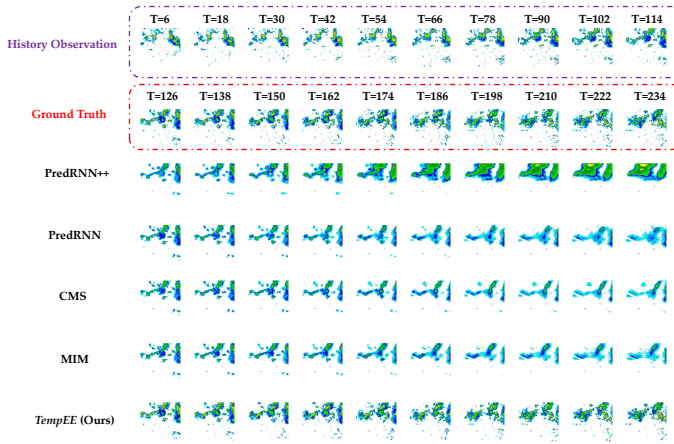 T=6 T=18 T=30 T=42 T=54 T=66 T=78 T=90 T=102 T=114
History Observation
T=126 T=138 T=150 T=162 T=174 T=186 T=198 T=210 T=222 T=234
Ground Truth
PredRNN++
PredRNN
CMS
MIM
TempEE (Ours)